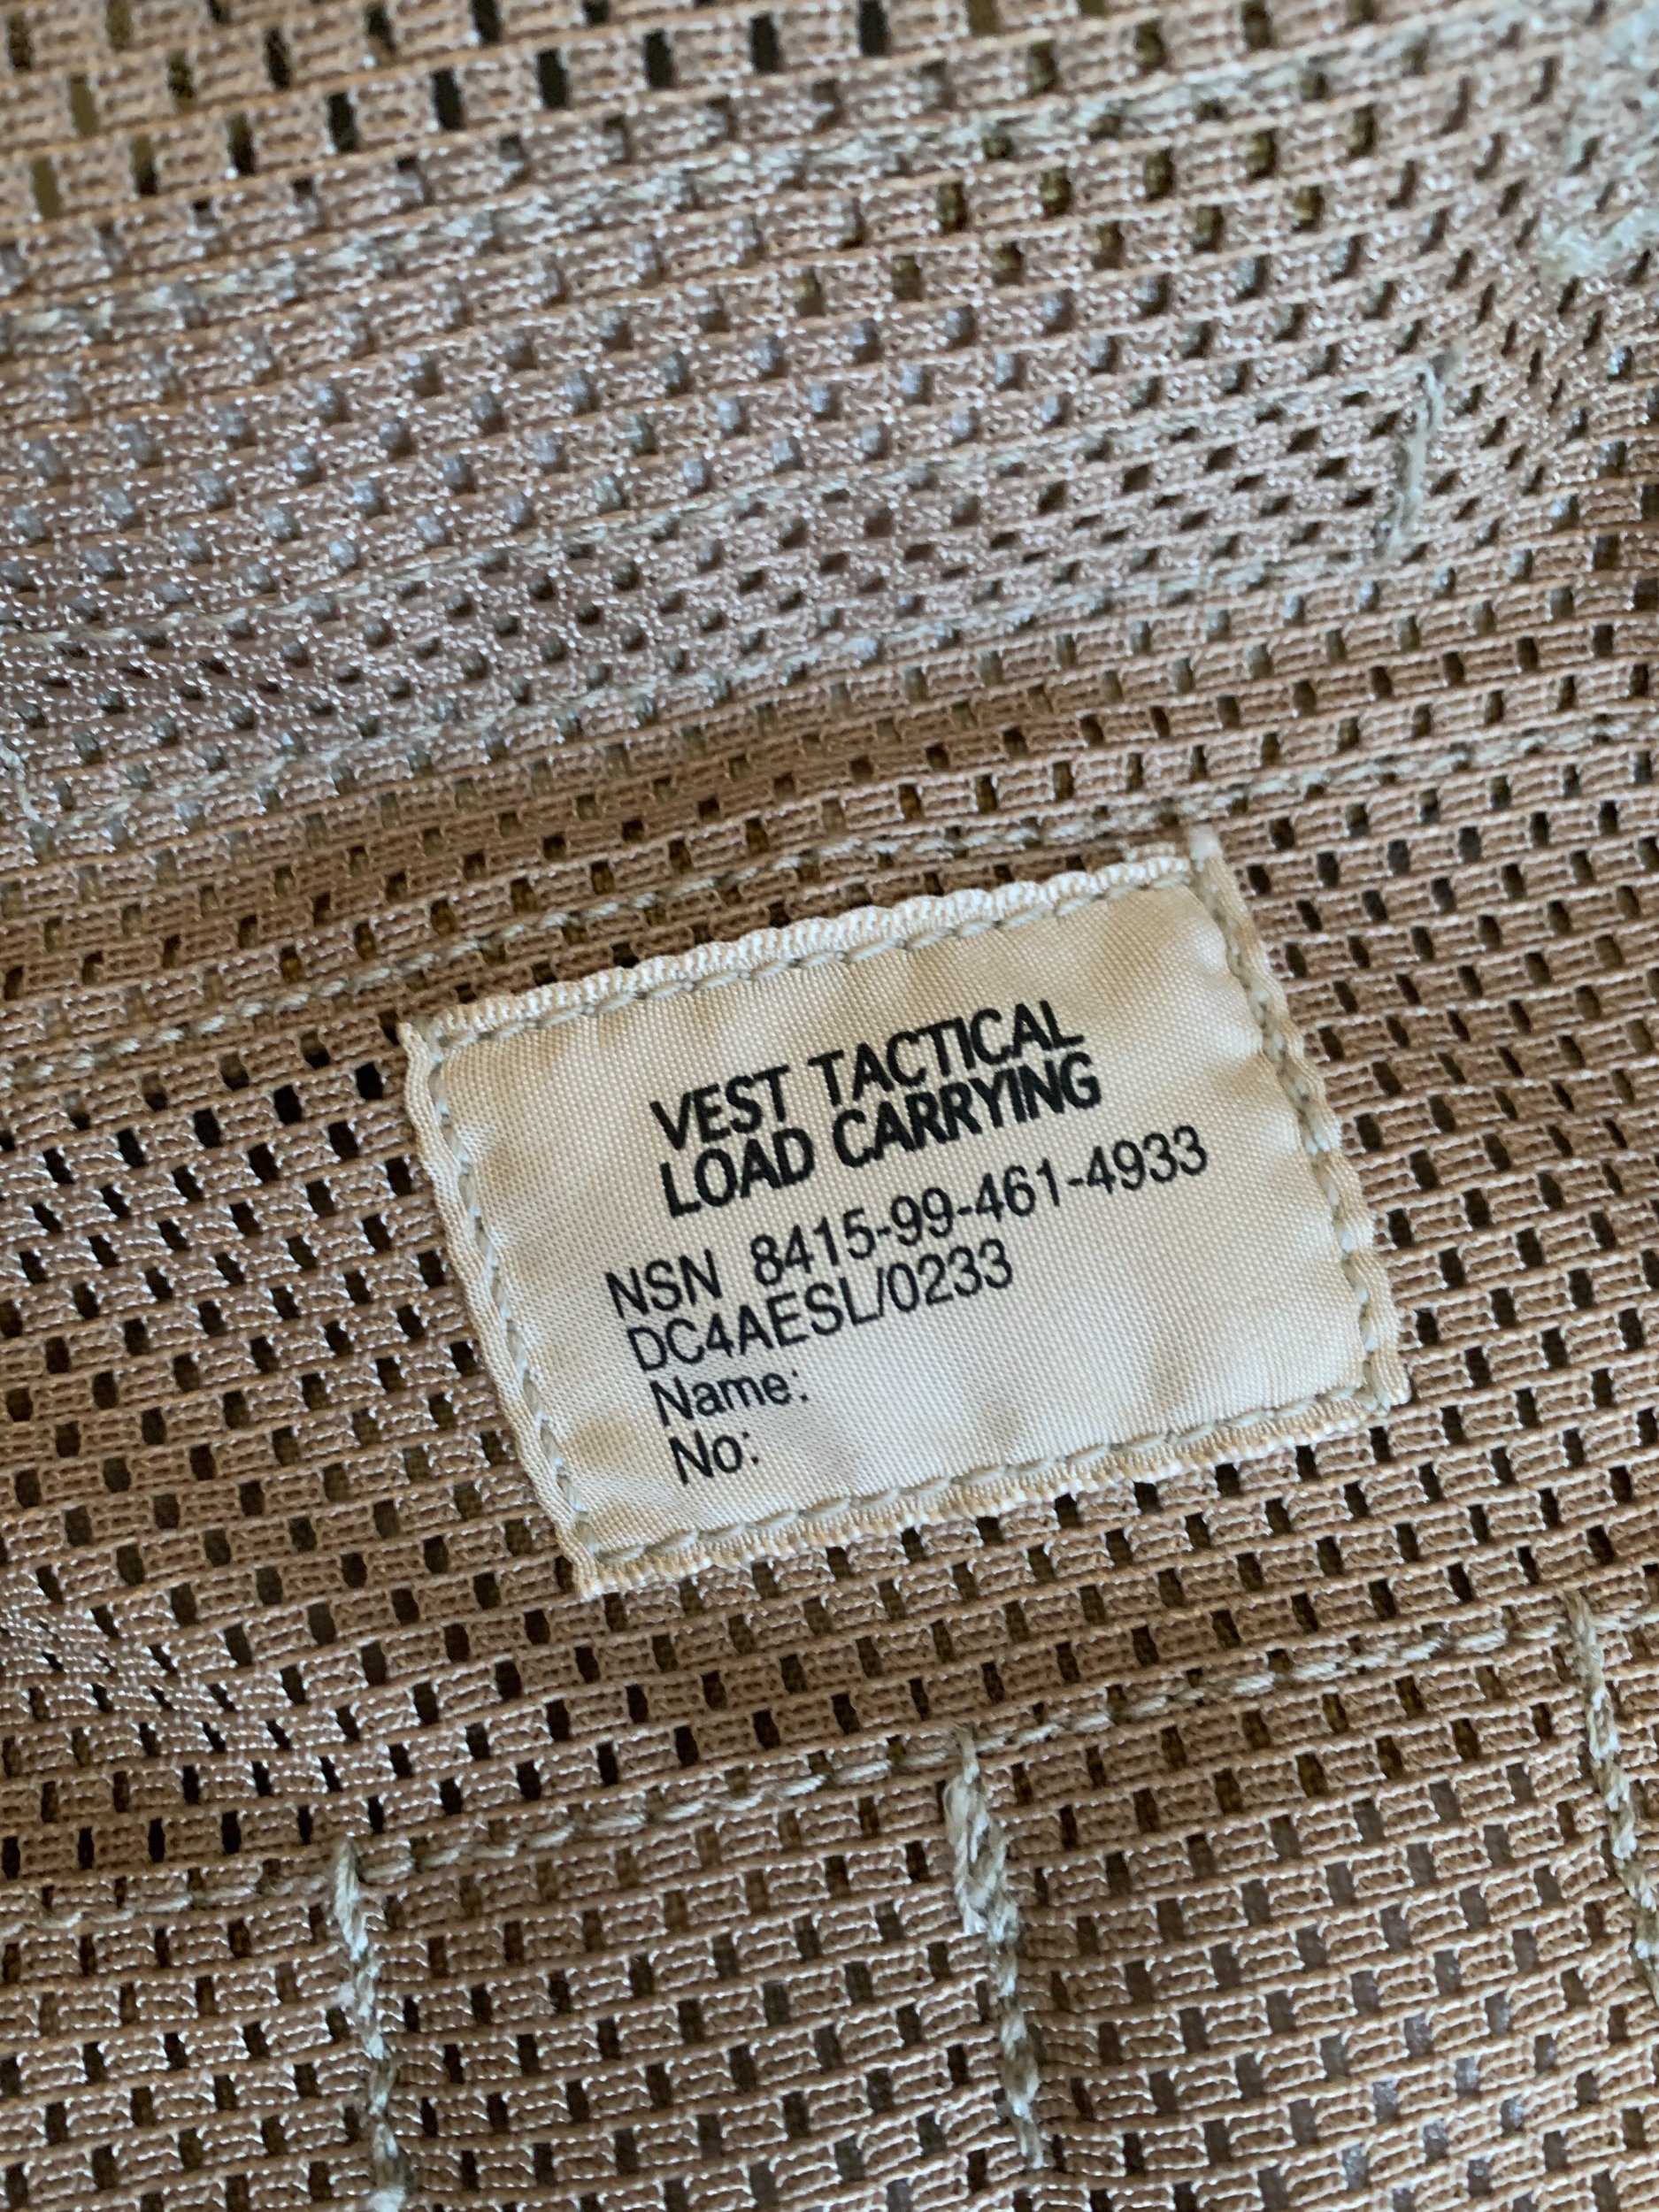 VEST TACTICAL
LOAD CARRYING
NSN 8415-99-461-4933
DC4AESL/0233
Name:
No: